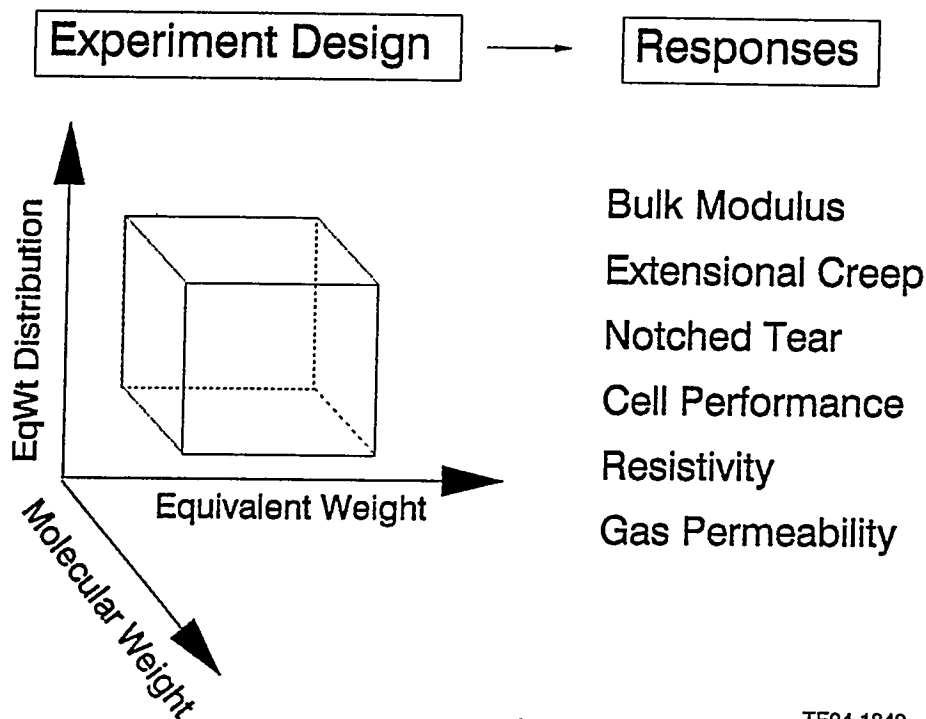 Experiment Design
Responses
EqWt Distribution
Equivalent Weight
Molecular Weight
Bulk Modulus
Extensional Creep
Notched Tear
Cell Performance
Resistivity
Gas Permeability